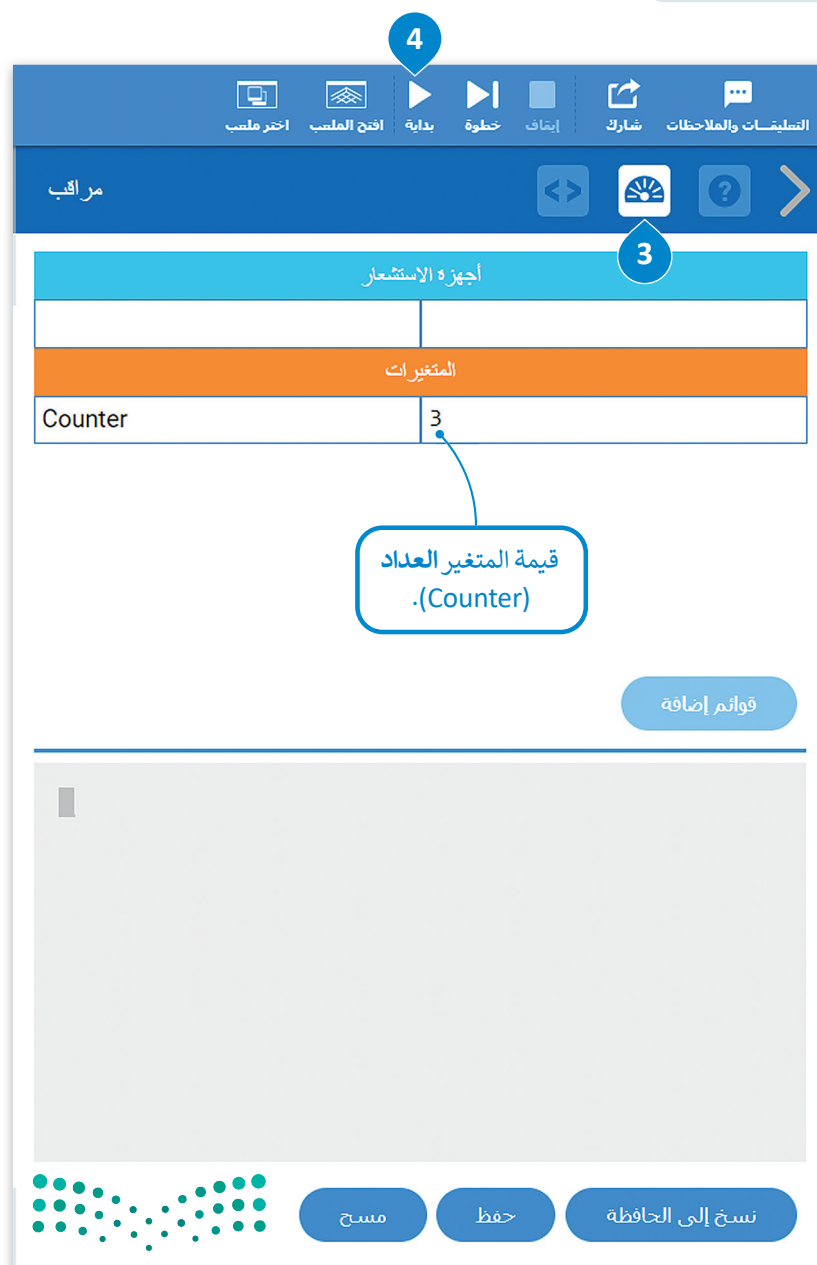 4
التعليقات والملاحظات شارك إيقاف خطوة بداية افتح الملعب اختر ملعب
مراقب
3
أجهزة الاستشعار
المتغيرات
Counter 3
قيمة المتغير العداد
(Counter).
قوائم إضافة
نسخ إلى الحافظة حفظ مسح